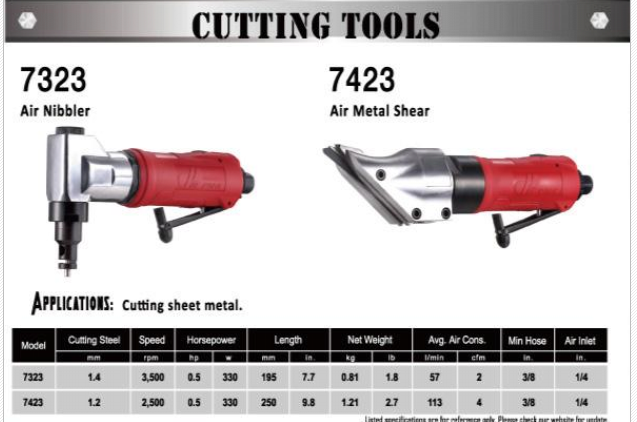 CUTTING TOOLS
7323
Air Nibbler
7423
Air Metal Shear
APPLICATIONS: Cutting sheet metal.
Model Cutting Steel Speed Horsepower Length Net Weight Avg. Air Cons. Min Hose Air Inlet
mm rpm hp w mm in. kg lb l/min cfm in. in.
7323 1.4 3,500 0.5 330 195 7.7 0.81 1.8 57 2 3/8 1/4
7423 1.2 2,500 0.5 330 250 9.8 1.21 2.7 113 4 3/8 1/4
Listed specifications are for reference only. Please check our website for update.